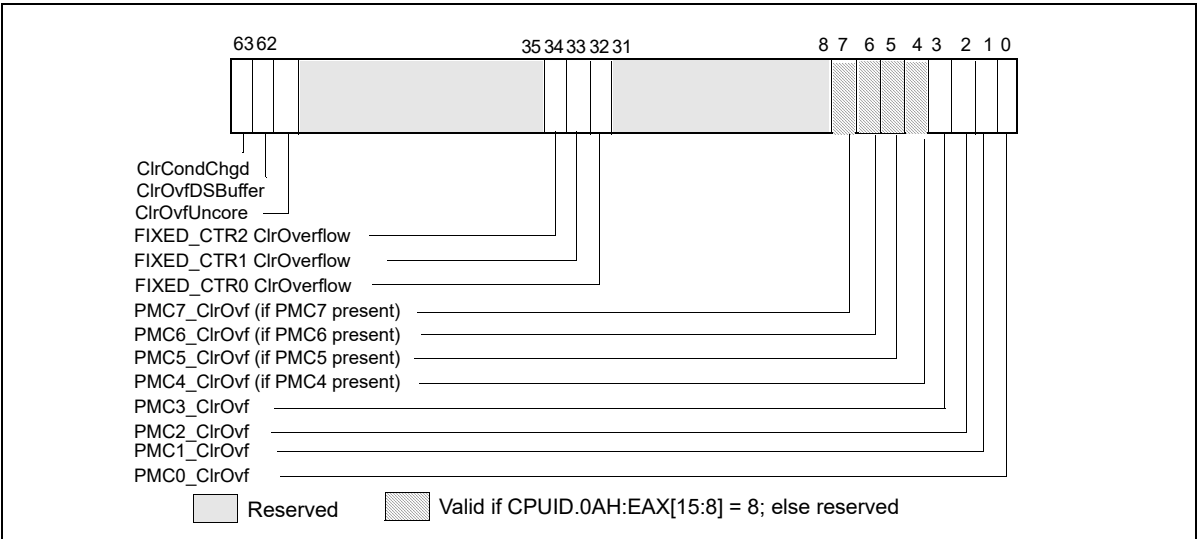 63 62 35 34 33 32 31 8 7 6 5 4 3 2 1 0
ClrCondChgd
ClrOvfDSBuffer
ClrOvfUncore
FIXED_CTR2 ClrOverflow
FIXED_CTR1 ClrOverflow
FIXED_CTR0 ClrOverflow
PMC7_ClrOvf (if PMC7 present)
PMC6_ClrOvf (if PMC6 present)
PMC5_ClrOvf (if PMC5 present)
PMC4_ClrOvf (if PMC4 present)
PMC3_ClrOvf
PMC2_ClrOvf
PMC1_ClrOvf
PMC0_ClrOvf
Reserved Valid if CPUID.0AH:EAX[15:8] = 8; else reserved